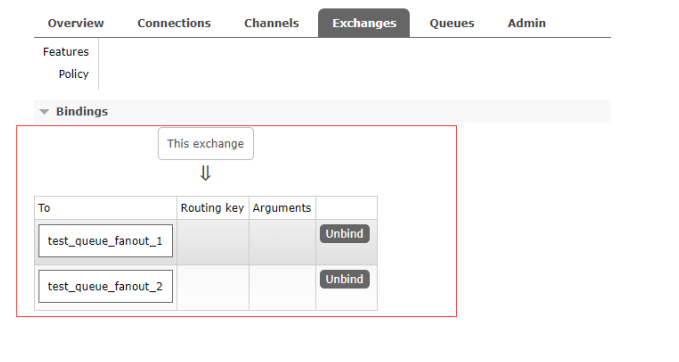 Overview Connections Channels Exchanges Queues Admin
Features
Policy
Bindings
This exchange
⇓
To Routing key Arguments
test_queue_fanout_1 Unbind
test_queue_fanout_2 Unbind